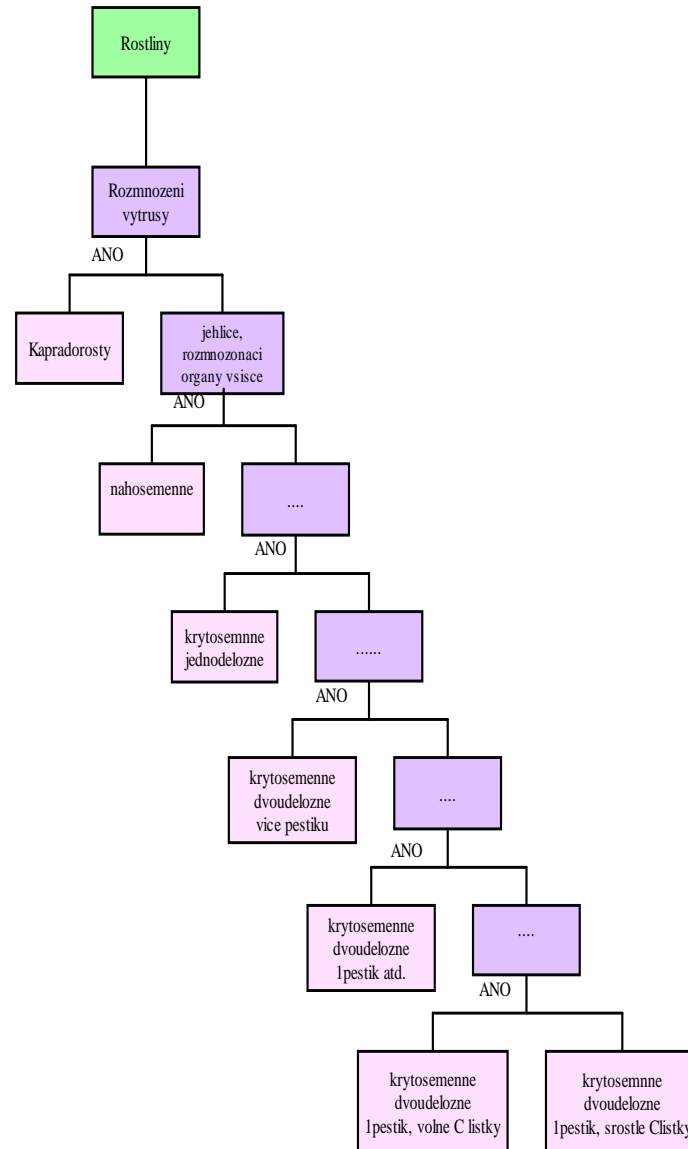 Rostliny
Rozmnozeni
vytrusy
ANO
Kapradorosty
jehlice,
rozmnozonaci
organy vsisce
ANO
nahosemenne
....
ANO
krytosemnne
jednodelozne
......
ANO
krytosemenne
dvoudelozne
vice pestiku
....
ANO
krytosemenne
dvoudelozne
1pestik atd.
....
ANO
krytosemenne
dvoudelozne
1pestik, volne C listky
krytosemnne
dvoudelozne
1pestik, srostle Clistky